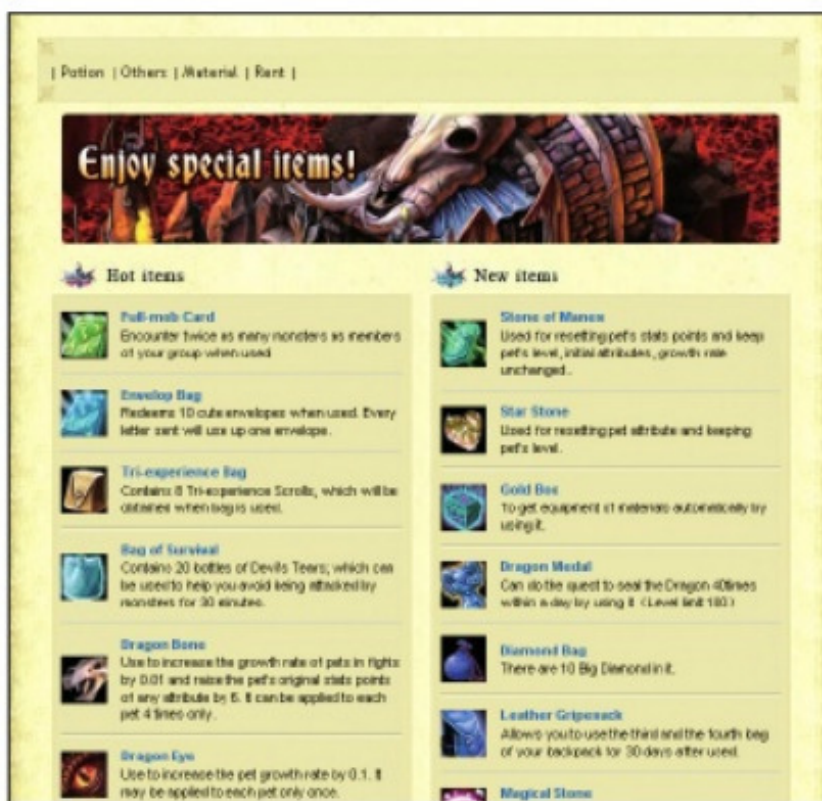 | Potion | Others | Material | Rent |
Enjoy special items!
Hot items
Full-mob Card
Encounter twice as many monsters as members
of your group when used
Envelop Bag
Redeems 10 cute envelopes when used. Every
letter sent will use up one envelope.
Tri-experience Bag
Contains 8 Tri-experience Scrolls, which will be
obtained when bag is used.
Bag of Survival
Contains 20 bottles of Devil's Tears; which can
be used to help you avoid being attacked by
monsters for 30 minutes.
Dragon Bone
Use to increase the growth rate of pets in fights
by 0.01 and raise the pet's original stats points
of any attribute by 6. It can be applied to each
pet 4 times only.
Dragon Eye
Use to increase the pet growth rate by 0.1. It
may be applied to each pet only once.
New items
Stone of Manox
Used for resetting pet's stats points and keep
pet's level, initial attributes, growth rate
unchanged.
Star Stone
Used for resetting pet attribute and keeping
pet's level.
Gold Box
To get equipment of materials automatically by
using it.
Dragon Medal
Can do the quest to seal the Dragon 40times
within a day by using it (Level limit 180)
Diamond Bag
There are 10 Big Diamond in it.
Leather Gripesack
Allows you to use the third and the fourth bag
of your backpack for 30 days after used.
Magical Stone